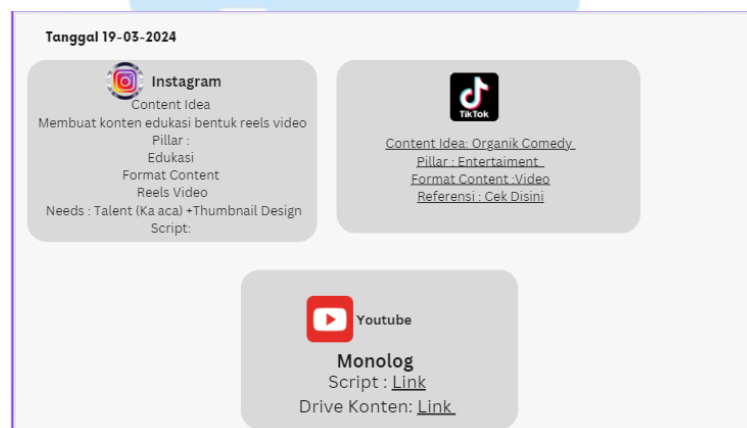 Tanggal 19-03-2024
Instagram
Content Idea
Membuat konten edukasi bentuk reels video
Pillar :
Edukasi
Format Content
Reels Video
Needs : Talent (Ka aca) +Thumbnail Design
Script:
TikTok
Content Idea: Organik Comedy
Pillar : Entertaiment
Format Content :Video
Referensi : Cek Disini
Youtube
Monolog
Script : Link
Drive Konten: Link